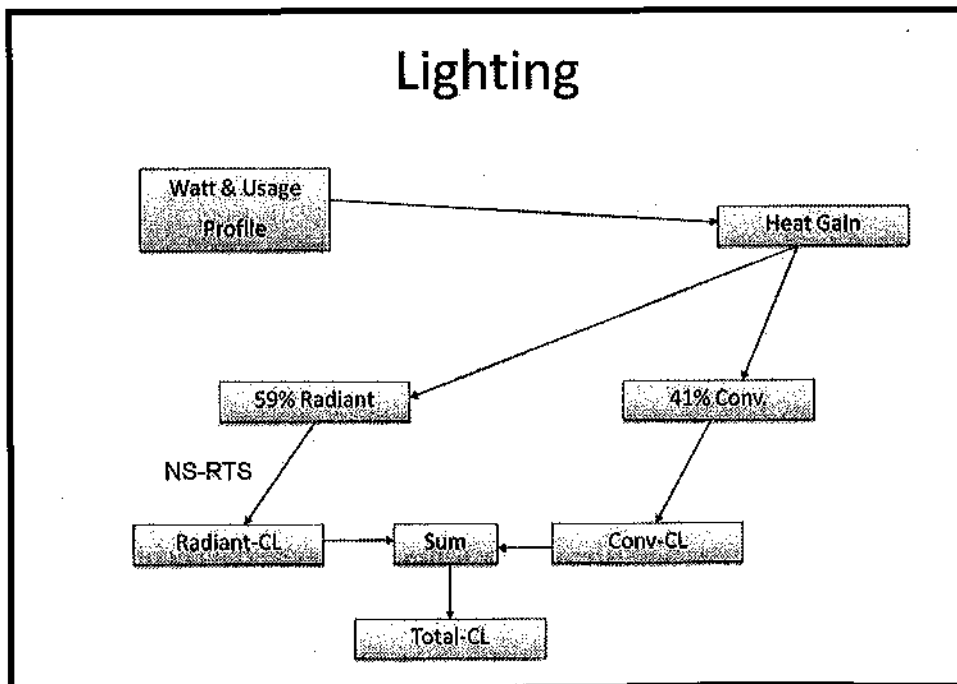 Lighting
Watt & Usage
Profile
Heat Gain
59% Radiant
41% Conv.
NS-RTS
Radiant-CL
Sum
Conv-CL
Total-CL